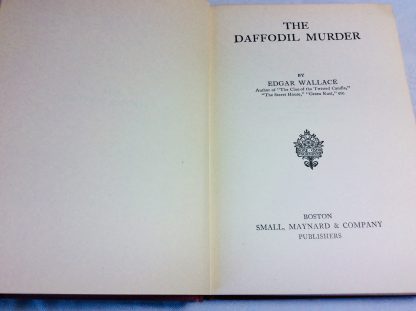 THE
DAFFODIL MURDER
BY
EDGAR WALLACE
Author of "The Clue of the Twisted Candle,"
"The Secret House," "Green Rust," etc
BOSTON
SMALL, MAYNARD & COMPANY
PUBLISHERS